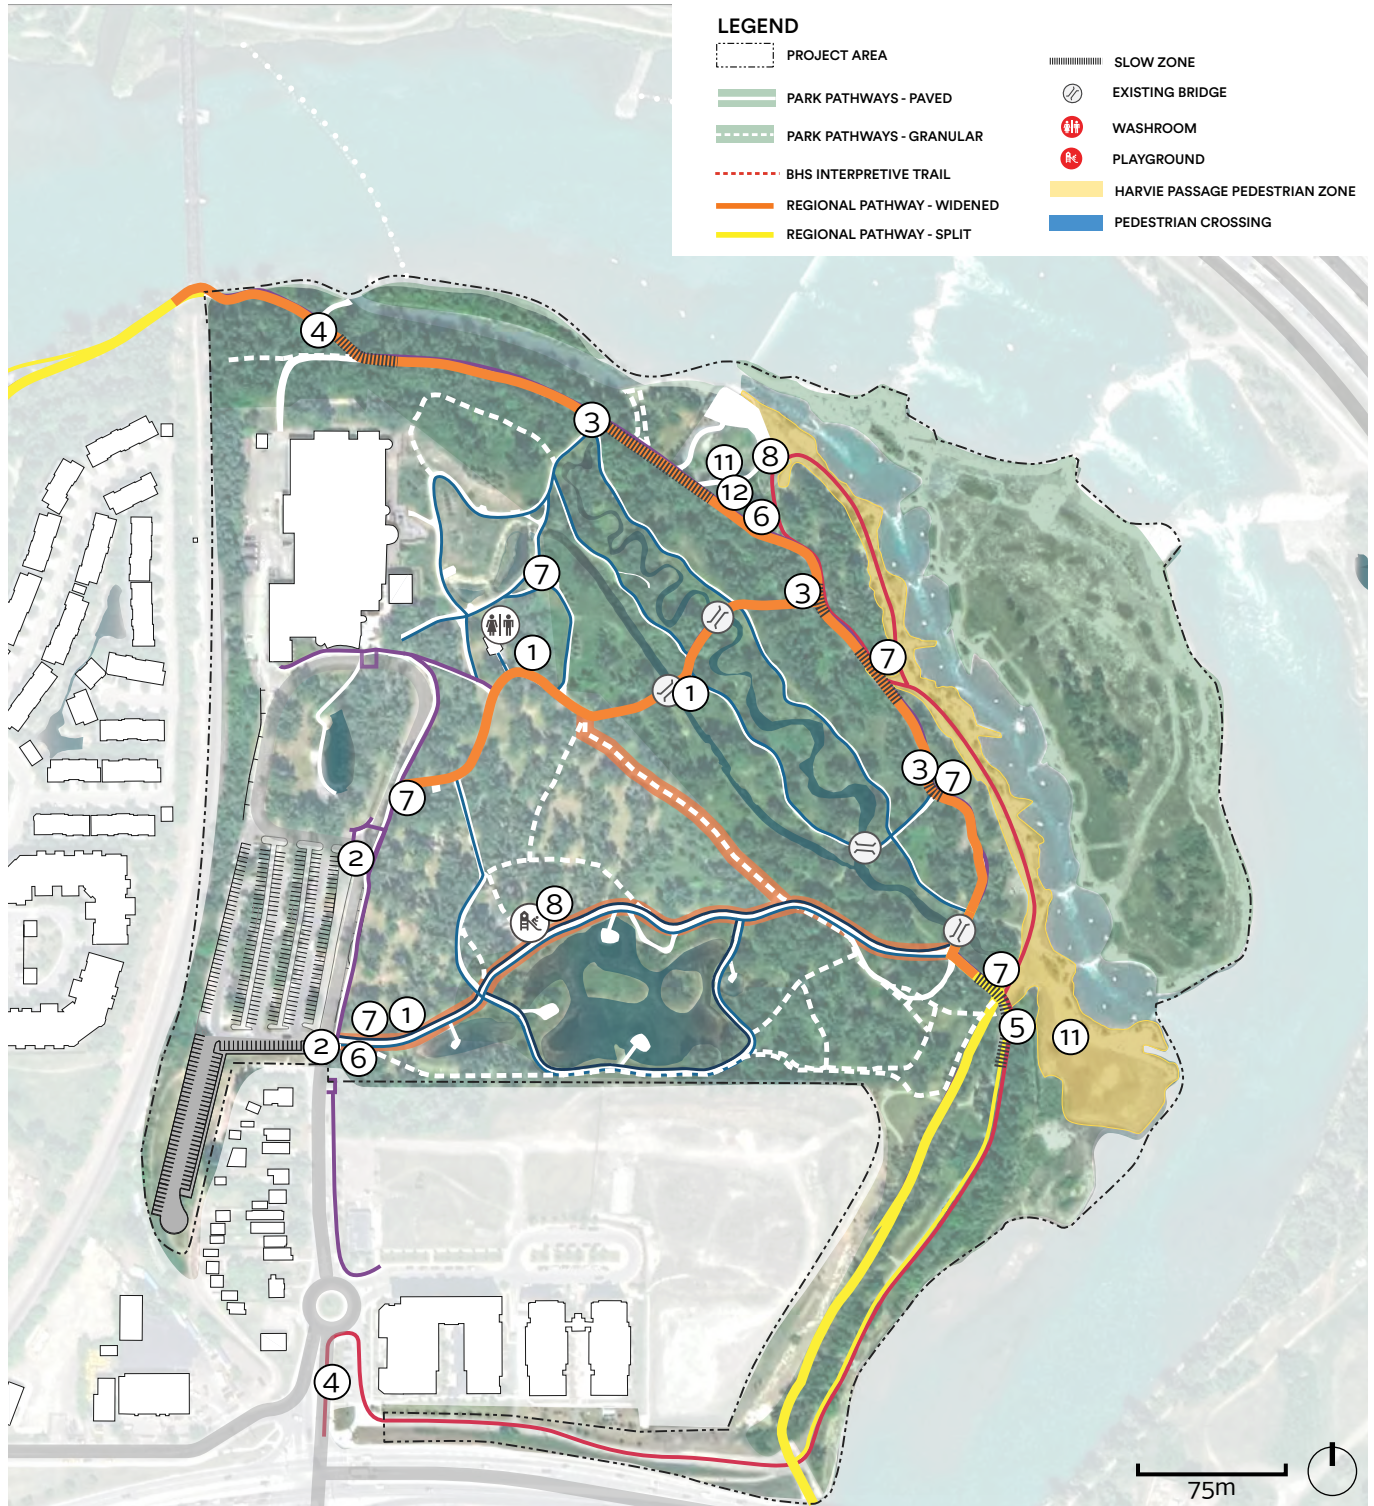 LEGEND
PROJECT AREA
PARK PATHWAYS - PAVED
PARK PATHWAYS - GRANULAR
BHS INTERPRETIVE TRAIL
REGIONAL PATHWAY - WIDENED
REGIONAL PATHWAY - SPLIT
SLOW ZONE
EXISTING BRIDGE
WASHROOM
PLAYGROUND
HARVIE PASSAGE PEDESTRIAN ZONE
PEDESTRIAN CROSSING
4
3
11
8
12
6
7
3
1
7
1
3
7
7
2
8
7
7
1
5
11
2
6
4
75m